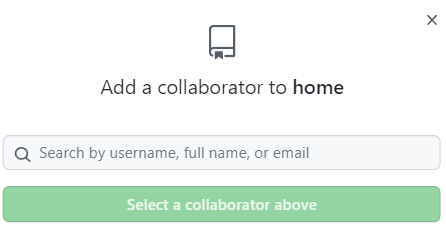 Add a collaborator to home
Search by username, full name, or email
Select a collaborator above